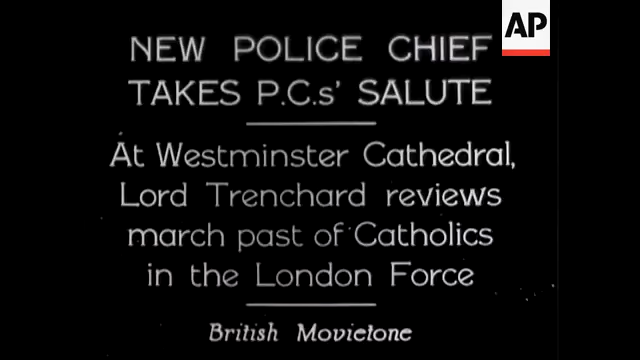 AP
NEW POLICE CHIEF
TAKES P.C.s' SALUTE
At Westminster Cathedral,
Lord Trenchard reviews
march past of Catholics
in the London Force
British Movietone